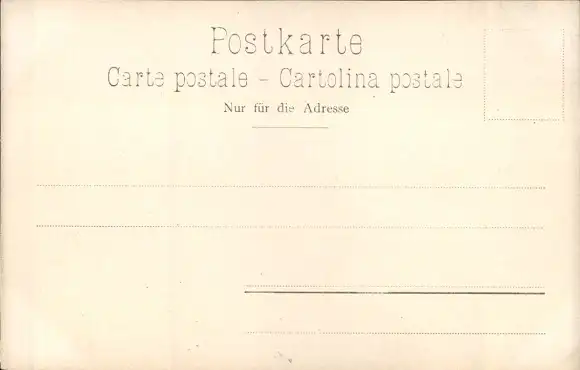 Postkarte
Carte postale – Cartolina postale
Nur für die Adresse